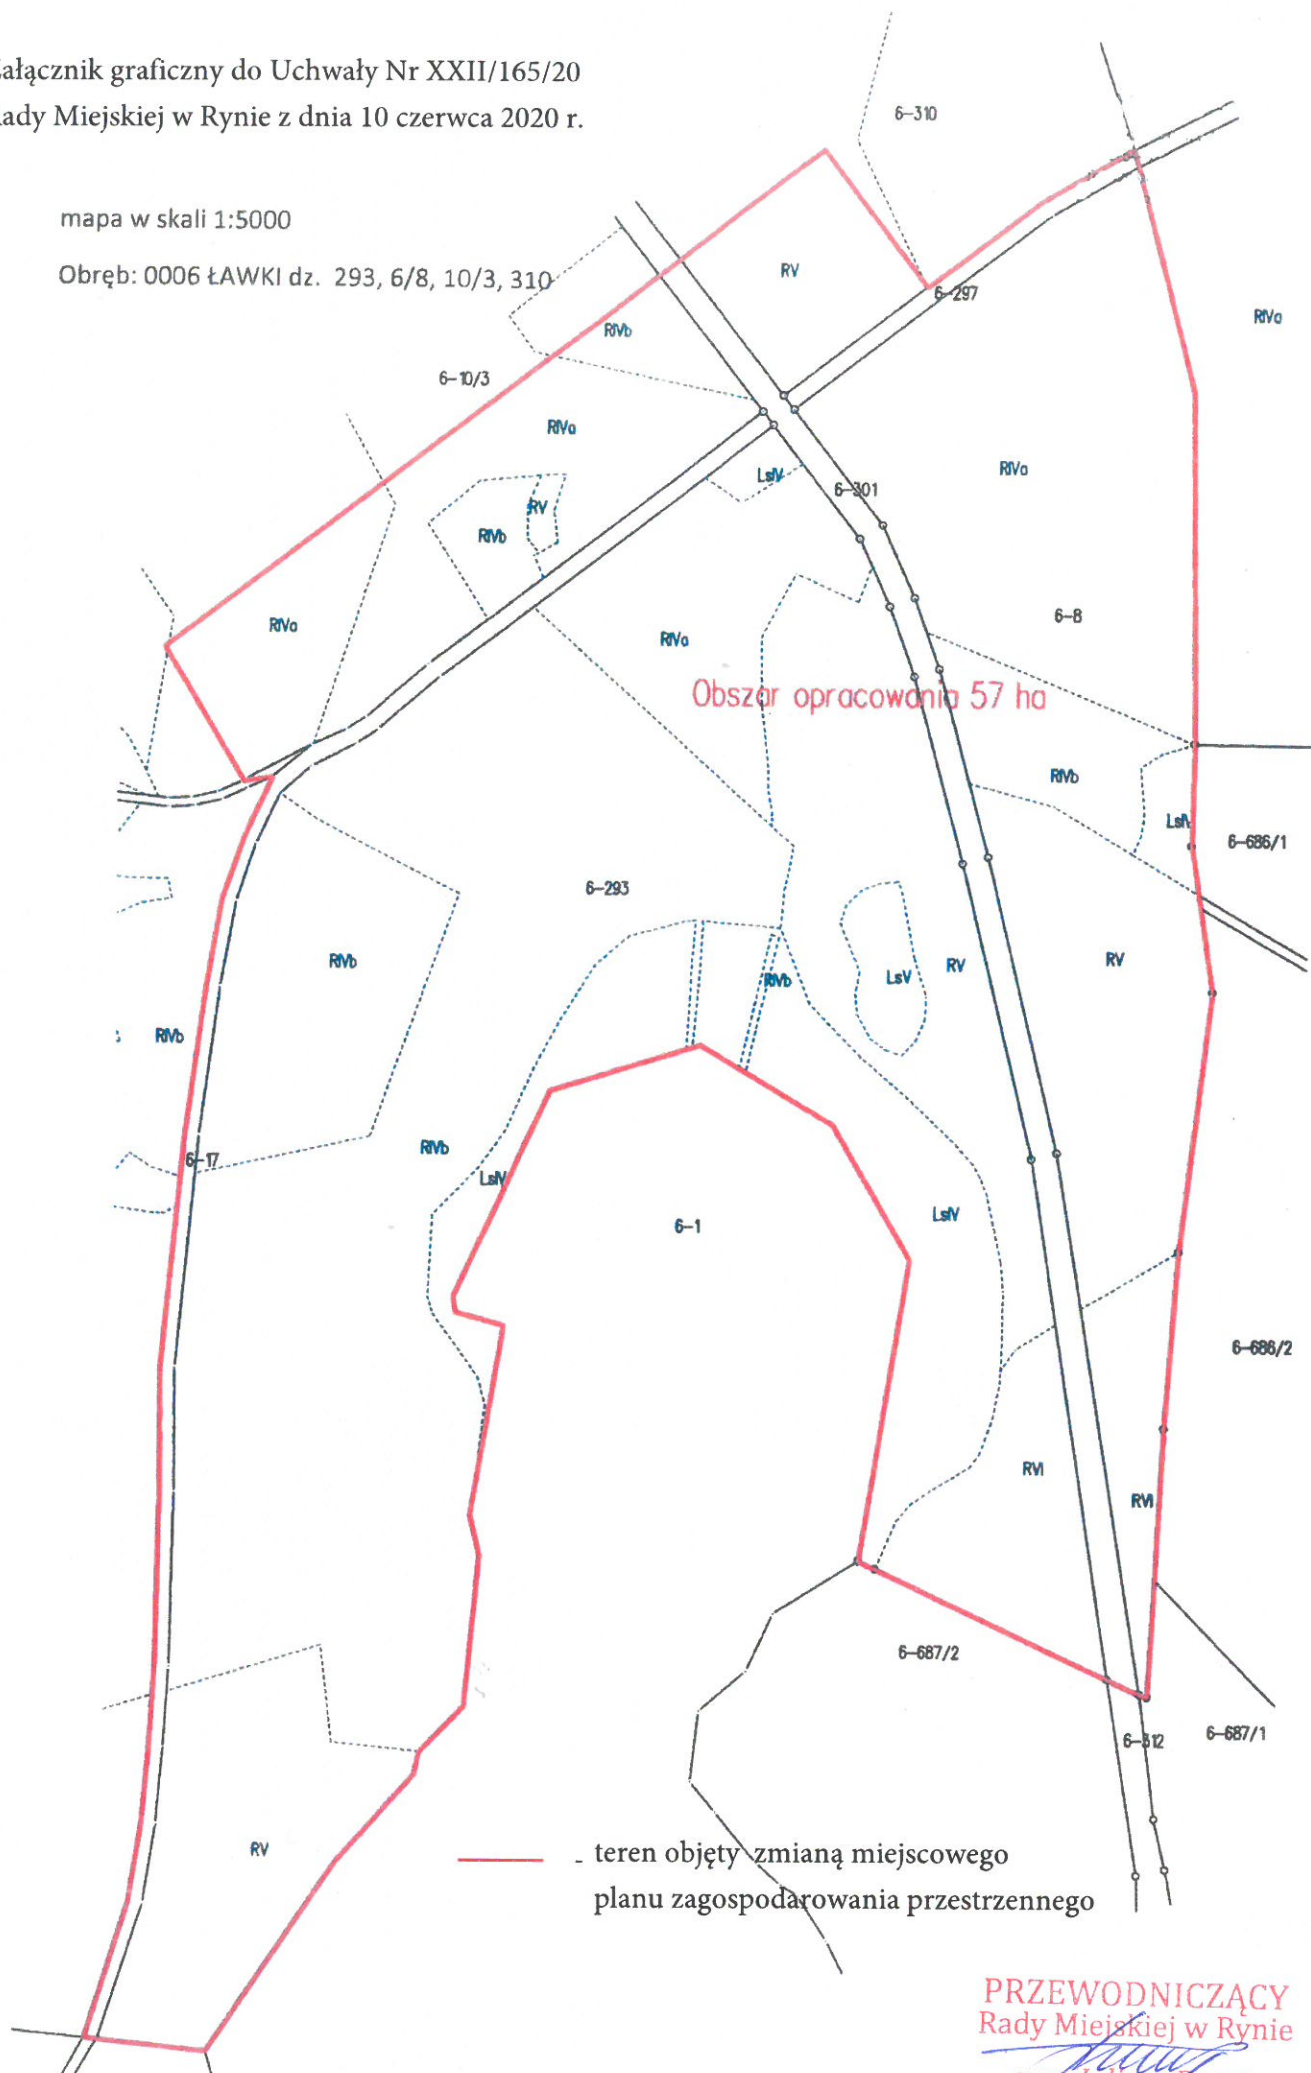 ałącznik graficzny do Uchwały Nr XXII/165/20
ady Miejskiej w Rynie z dnia 10 czerwca 2020 r.
6-310
mapa w skali 1:5000
Obręb: 0006 ŁAWKI dz. 293, 6/8, 10/3, 310
RV
6-297
RIVa
RIVb
6-10/3
RIVa
RIVa
LsIV
6-301
RV
RIVb
RIVa
RIVa
6-8
Obszar opracowania 57 ha
RIVb
LsIV
6-686/1
6-293
RIVb
RIVb
LsV
RV
RV
RIVb
RIVb
6-17
LsIV
LsIV
6-1
6-686/2
RVI
RVI
6-687/2
6-312
6-687/1
RV
- teren objęty zmianą miejscowego
planu zagospodarowania przestrzennego
PRZEWODNICZĄCY
Rady Miejskiej w Rynie